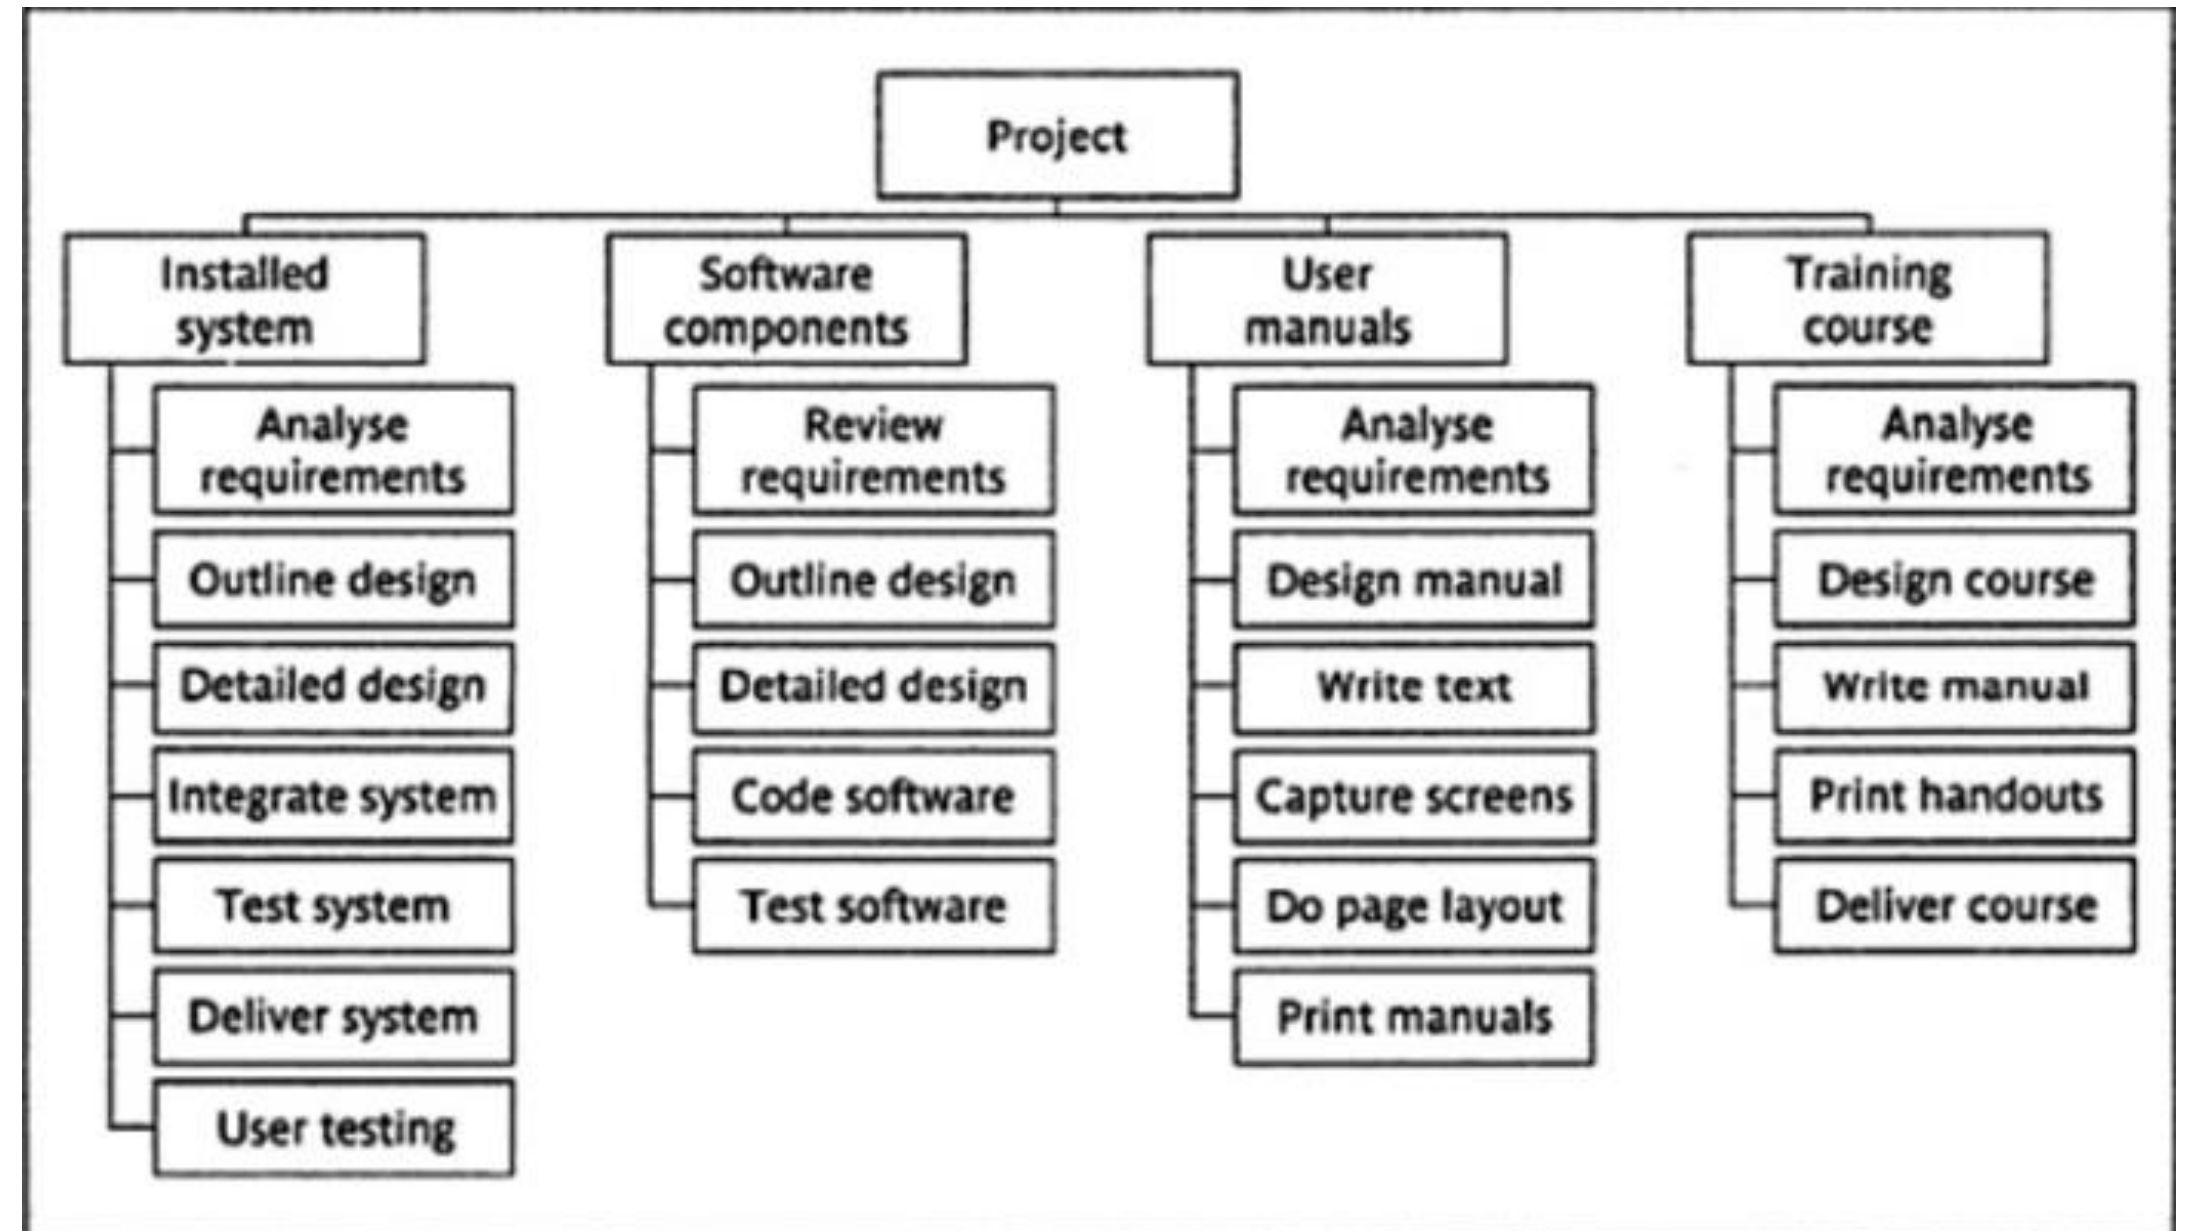 Project
Installed
system
Analyse
requirements
Outline design
Detailed design
Integrate system
Test system
Deliver system
User testing
Software
components
Review
requirements
Outline design
Detailed design
Code software
Test software
User
manuals
Analyse
requirements
Design manual
Write text
Capture screens
Do page layout
Print manuals
Training
course
Analyse
requirements
Design course
Write manual
Print handouts
Deliver course